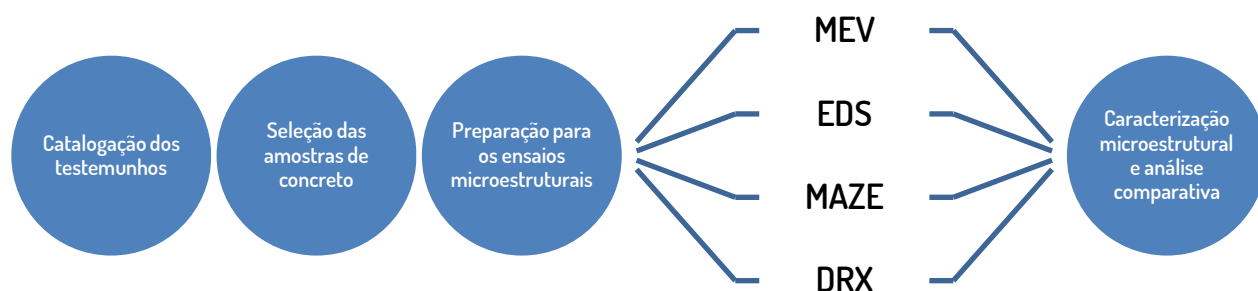 Catalogação dos
testemunhos
Seleção das
amostras de
concreto
Preparação para
os ensaios
microestruturais
MEV
EDS
MAZE
DRX
Caracterização
microestrutural
e análise
comparativa